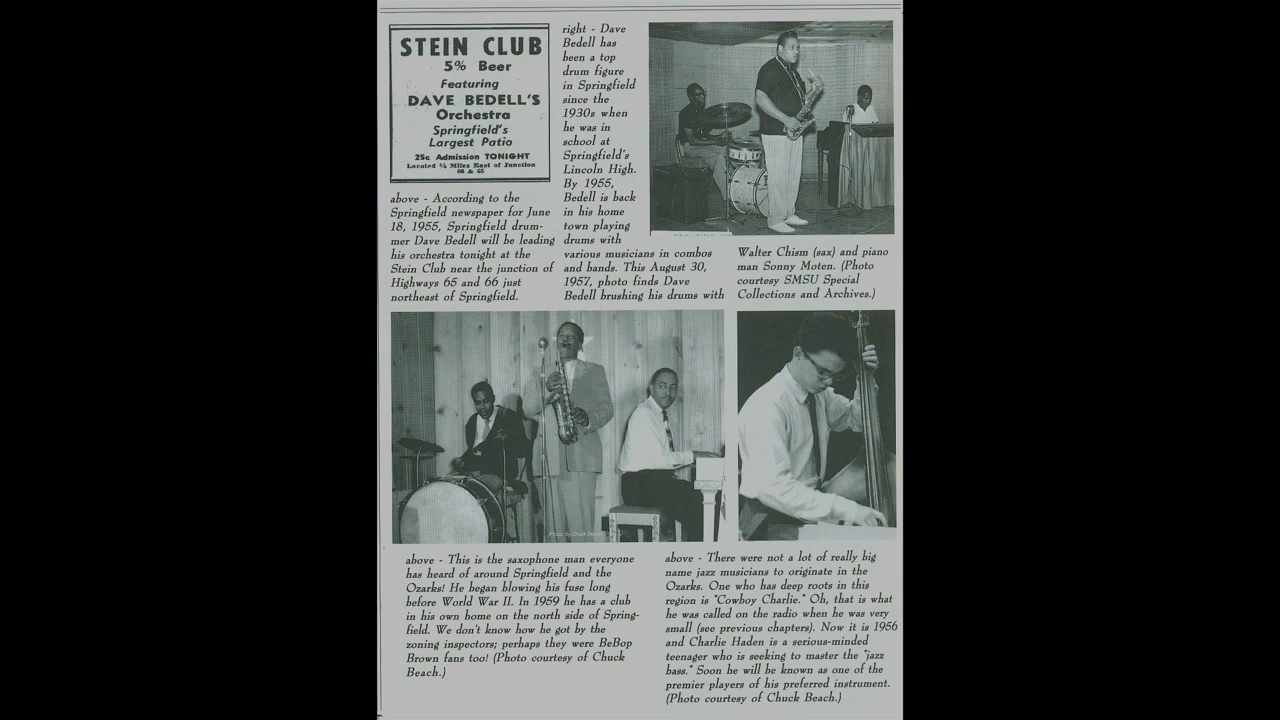 STEIN CLUB
5% Beer
Featuring
DAVE BEDELL'S
Orchestra
Springfield's
Largest Patio
25c Admission TONIGHT
Located ¼ Miles East of Junction
66 & 65
above - According to the
Springfield newspaper for June
18, 1955, Springfield drum-
mer Dave Bedell will be leading
his orchestra tonight at the
Stein Club near the junction of
Highways 65 and 66 just
northeast of Springfield.
right - Dave
Bedell has
been a top
drum figure
in Springfield
since the
1930s when
he was in
school at
Springfield's
Lincoln High.
By 1955,
Bedell is back
in his home
town playing
drums with
various musicians in combos
and bands. This August 30,
1957, photo finds Dave
Bedell brushing his drums with
Walter Chism (sax) and piano
man Sonny Moten. (Photo
courtesy SMSU Special
Collections and Archives.)
Photo by Chuck Beach
above - This is the saxophone man everyone
has heard of around Springfield and the
Ozarks! He began blowing his fuse long
before World War II. In 1959 he has a club
in his own home on the north side of Spring-
field. We don't know how he got by the
zoning inspectors; perhaps they were BeBop
Brown fans too! (Photo courtesy of Chuck
Beach.)
above - There were not a lot of really big
name jazz musicians to originate in the
Ozarks. One who has deep roots in this
region is "Cowboy Charlie." Oh, that is what
he was called on the radio when he was very
small (see previous chapters). Now it is 1956
and Charlie Haden is a serious-minded
teenager who is seeking to master the "jazz
bass." Soon he will be known as one of the
premier players of his preferred instrument.
(Photo courtesy of Chuck Beach.)